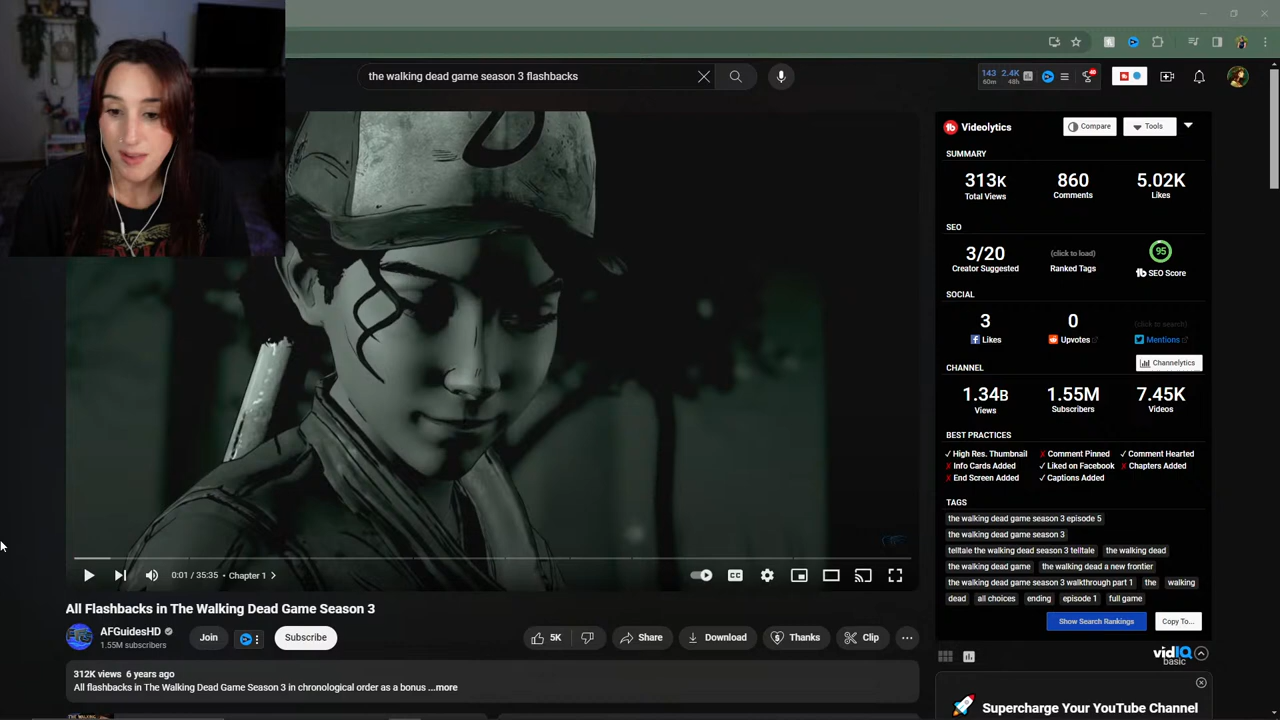 the walking dead game season 3 flashbacks
143
60m
2.4K
48h
Videolytics
Compare
Tools
SUMMARY
313K
Total Views
860
Comments
5.02K
Likes
SEO
3/20
Creator Suggested
(click to load)
Ranked Tags
95
tb SEO Score
SOCIAL
3
Likes
0
Upvotes
(click to search)
Mentions
Channelytics
CHANNEL
1.34B
Views
1.55M
Subscribers
7.45K
Videos
BEST PRACTICES
✓ High Res. Thumbnail
✗ Comment Pinned
✓ Comment Hearted
✗ Info Cards Added
✓ Liked on Facebook
✗ Chapters Added
✗ End Screen Added
✓ Captions Added
TAGS
the walking dead game season 3 episode 5
the walking dead game season 3
telltale the walking dead season 3 telltale
the walking dead
the walking dead game
the walking dead a new frontier
the walking dead game season 3 walkthrough part 1
the
walking
dead
all choices
ending
episode 1
full game
Show Search Rankings
Copy To...
vidIQ
basic
Supercharge Your YouTube Channel
0:01 / 35:35 • Chapter 1 >
CC
All Flashbacks in The Walking Dead Game Season 3
AFGuidesHD
1.55M subscribers
Join
Subscribe
5K
Share
Download
Thanks
Clip
312K views 6 years ago
All flashbacks in The Walking Dead Game Season 3 in chronological order as a bonus ...more